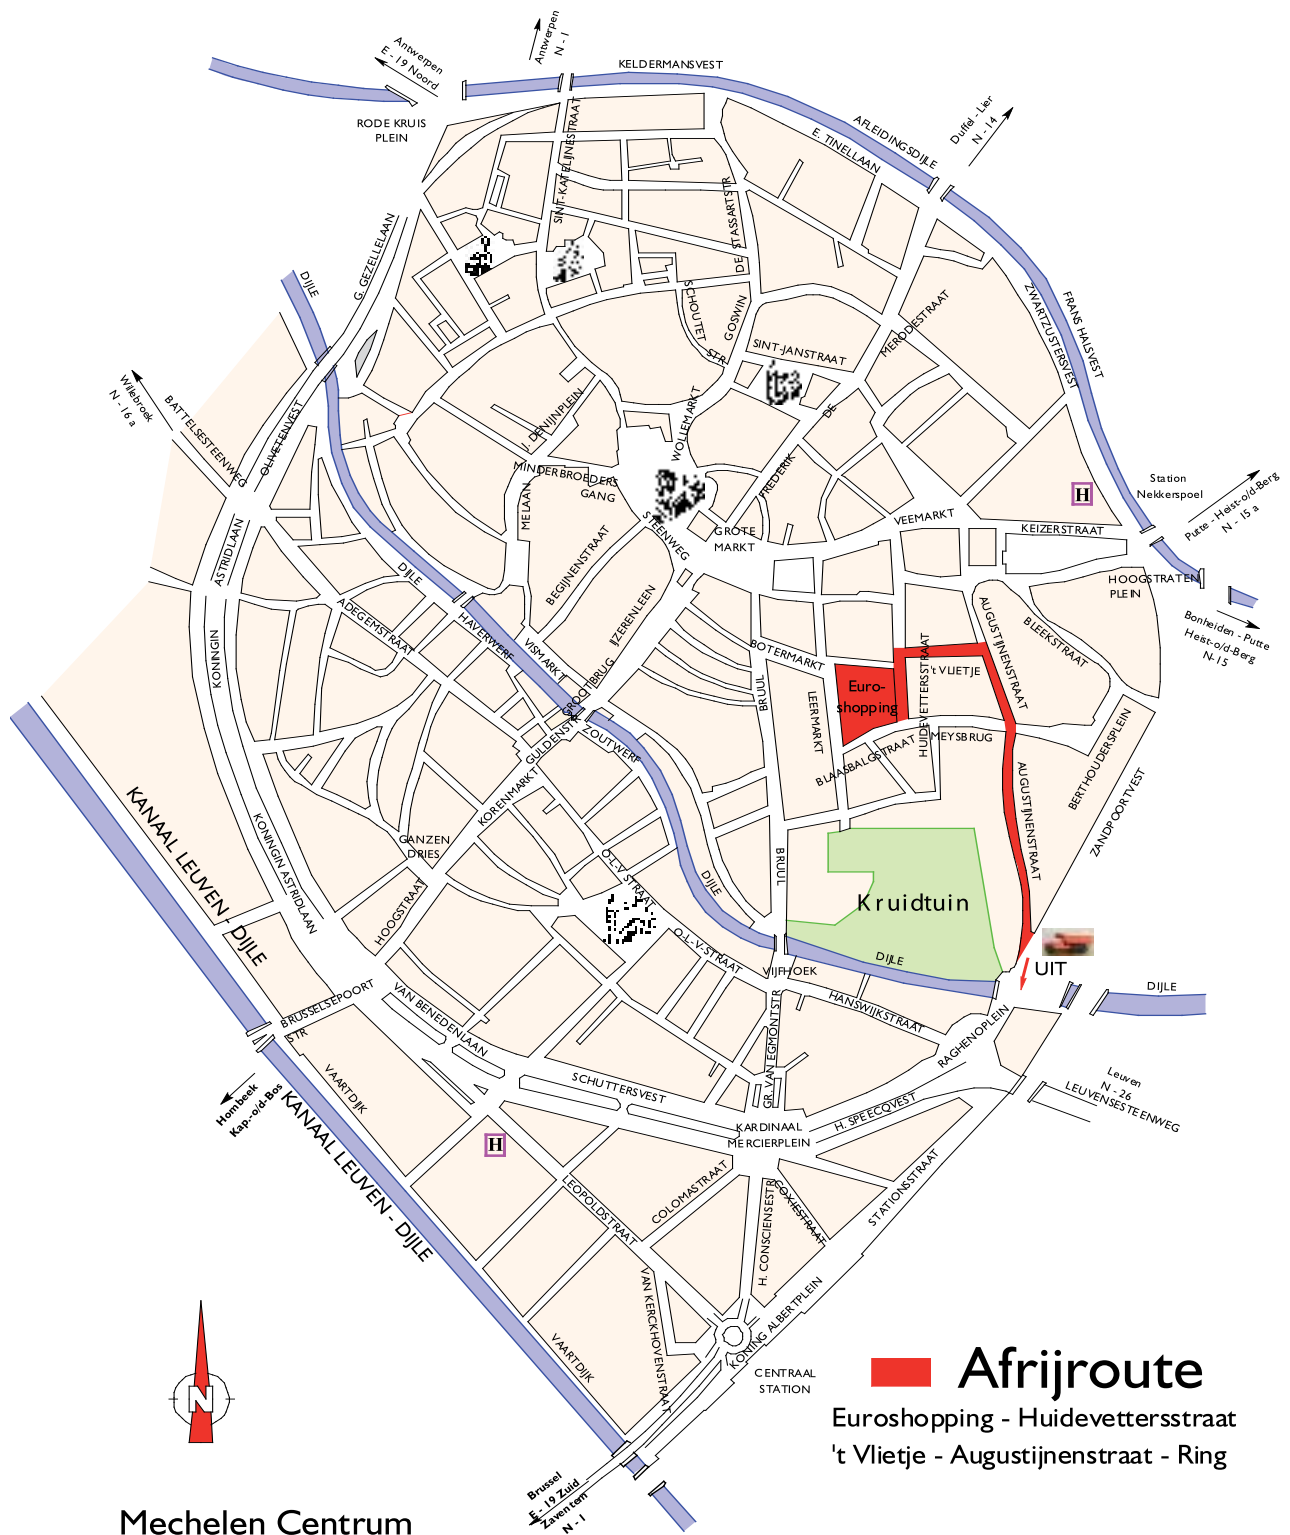 Antwerpen
N - 1
Antwerpen
E - 19 Noord
KELDERMANSVEST
RODE KRUIS
PLEIN
AFLEIDINGSDIJLE
E. TINELLAAN
Duffel - Lier
N - 14
SINT-KATELIJNESTRAAT
DE STASSARTSTR
G. GEZELLELAAN
DIJLE
SCHOUTET
STR
GOSWIN
SINT-JANSTRAAT
MERODESTRAAT
DE
FREDERIK
ZWARTZUSTERSVEST
FRANS HALSVEST
Willebroek
N - 16 a
BATTELSESTEENWEG
OLIVETENVEST
J. DENIJNPLEIN
WOLLEMARKT
MINDERBROEDERS
GANG
MELAAN
STEENWEG
GROTE
MARKT
VEEMARKT
KEIZERSTRAAT
H
Station
Nekkerspoel
Putte - Heist-o/d-Berg
N - 15 a
HOOGSTRATEN
PLEIN
Bonheiden - Putte
Heist-o/d-Berg
N-15
ASTRIDLAAN
KONINGIN
DIJLE
ADEGEMSTRAAT
HAVERWERF
VISMARKT
BEGIJNENSTRAAT
IJZERENLEEN
GROOTBRUG
GULDENSTR
ZOUTWERF
BOTERMARKT
BRUUL
LEERMARKT
Euro-
shopping
HUIDEVETTERSSTRAAT
't VLIETJE
AUGUSTIJNENSTRAAT
BLEEKSTRAAT
MEYSBRUG
BLAASBALGSTRAAT
BERTHOUDERSPLEIN
ZANDPOORTVEST
AUGUSTIJNENSTRAAT
KORENMARKT
GANZEN
DRIES
KANAAL LEUVEN - DIJLE
KONINGIN ASTRIDLAAN
HOOGSTRAAT
O-L-V-STRAAT
O-L-V-STRAAT
DIJLE
BRUUL
Kruidtuin
DIJLE
UIT
DIJLE
VIJFHOEK
HANSWIJKSTRAAT
RAGHENOPLEIN
BRUSSELSEPOORT
STR
VAN BENEDENLAAN
GR. VAN EGMONTSTR
SCHUTTERSVEST
H. SPEECQVEST
KARDINAAL
MERCIERPLEIN
Leuven
N - 26
LEUVENSESTEENWEG
VAARTDIJK
Hombeek
Kap.-o/d-Bos
KANAAL LEUVEN - DIJLE
H
LEOPOLDSTRAAT
COLOMASTRAAT
H. CONSCIENSESTR
COXIESTRAAT
STATIONSSTRAAT
VAN KERCKHOVENSTRAAT
KONING ALBERTPLEIN
VAARTDIJK
CENTRAAL
STATION
N
Afrijroute
Euroshopping - Huidevettersstraat
't Vlietje - Augustijnenstraat - Ring
Brussel
E - 19 Zuid
Zaventem
N - 1
Mechelen Centrum